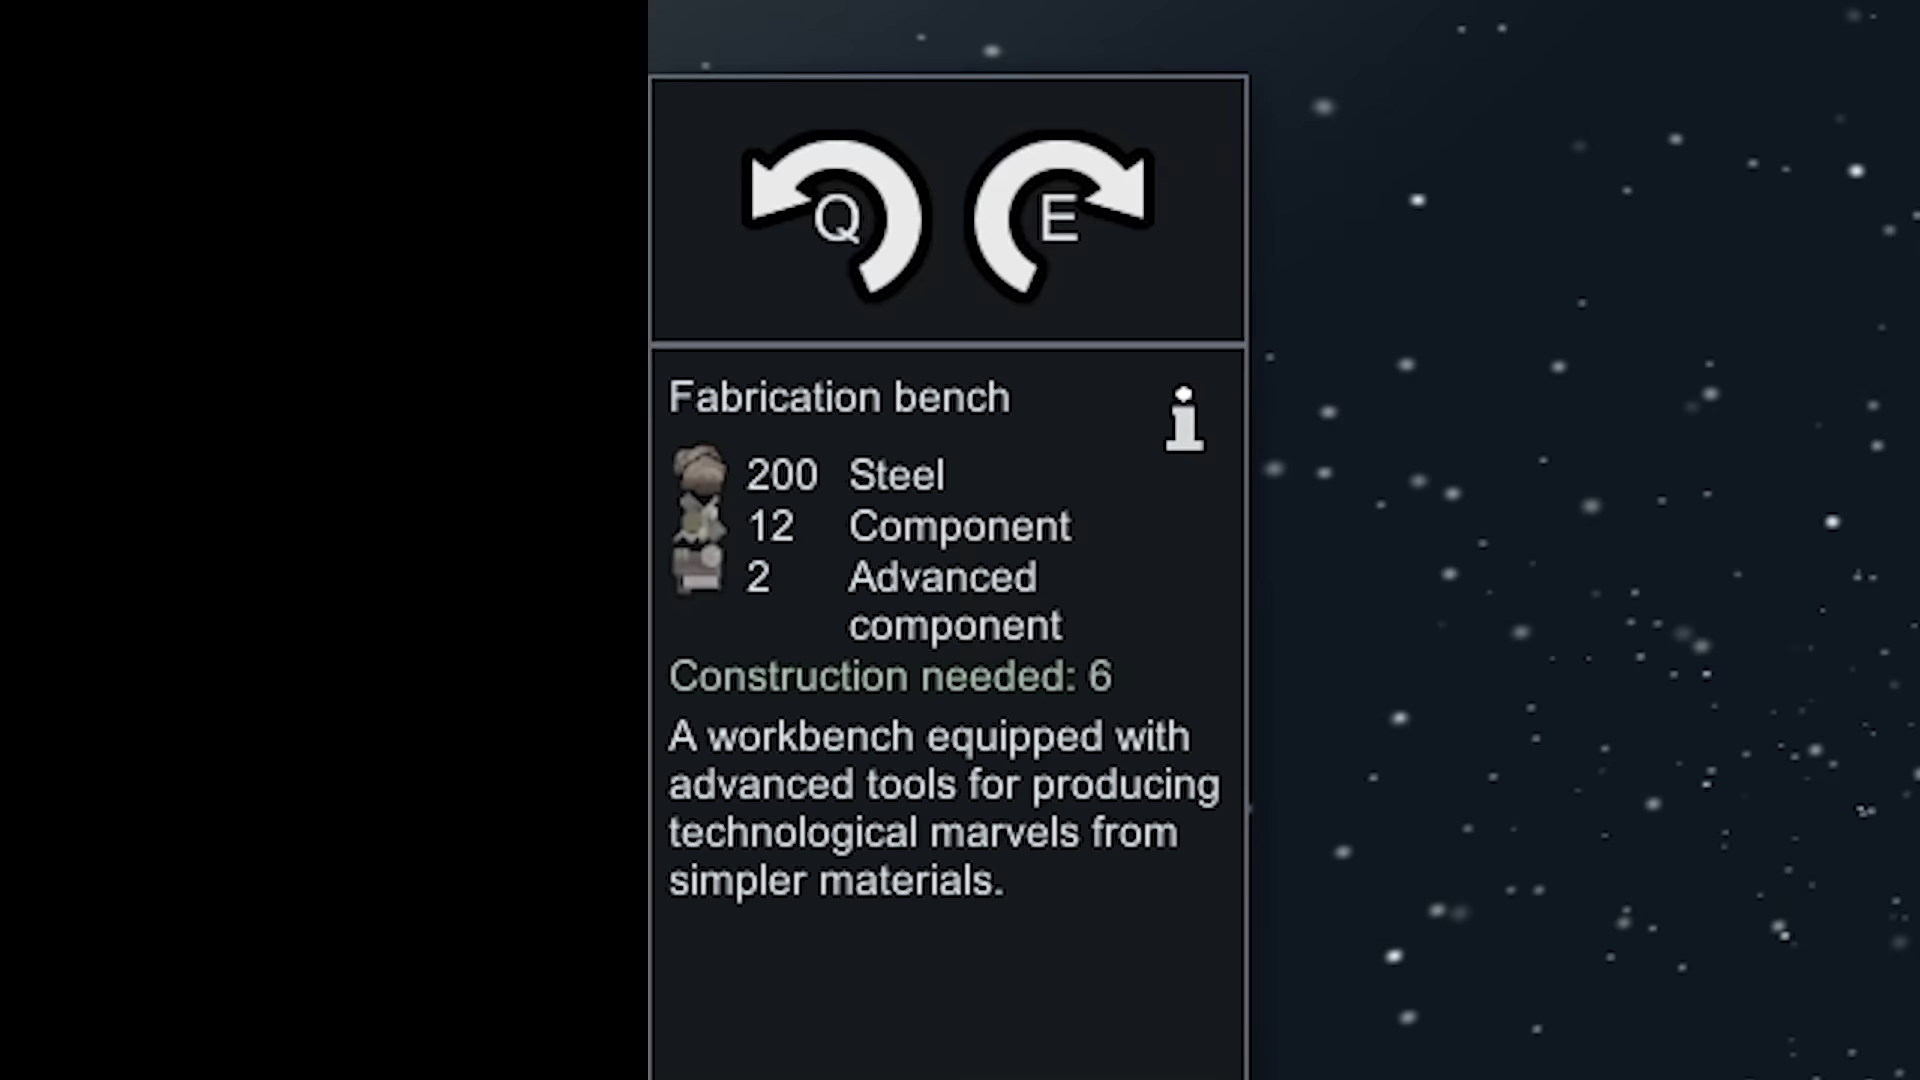 Q E
Fabrication bench
200 Steel
12 Component
2 Advanced
component
Construction needed: 6
A workbench equipped with
advanced tools for producing
technological marvels from
simpler materials.